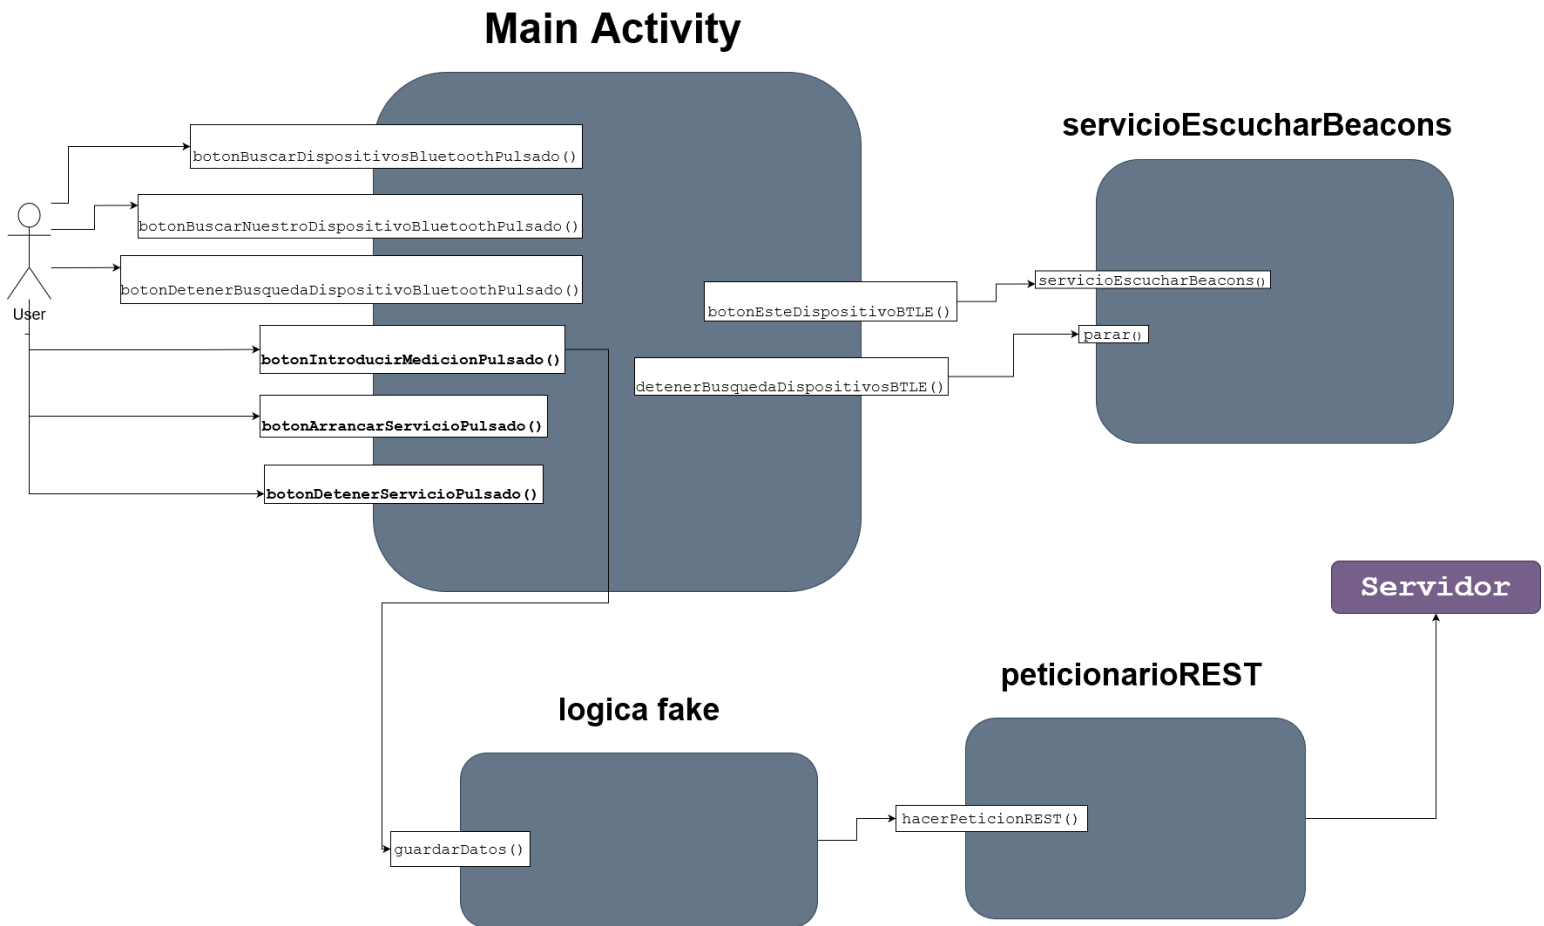 Main Activity
servicioEscucharBeacons
botonBuscarDispositivosBluetoothPulsado()
botonBuscarNuestroDispositivoBluetoothPulsado()
botonDetenerBusquedaDispositivoBluetoothPulsado()
servicioEscucharBeacons()
botonEsteDispositivoBTLE()
User
parar()
botonIntroducirMedicionPulsado()
detenerBusquedaDispositivosBTLE()
botonArrancarServicioPulsado()
botonDetenerServicioPulsado()
Servidor
peticionarioREST
logica fake
hacerPeticionREST()
guardarDatos()